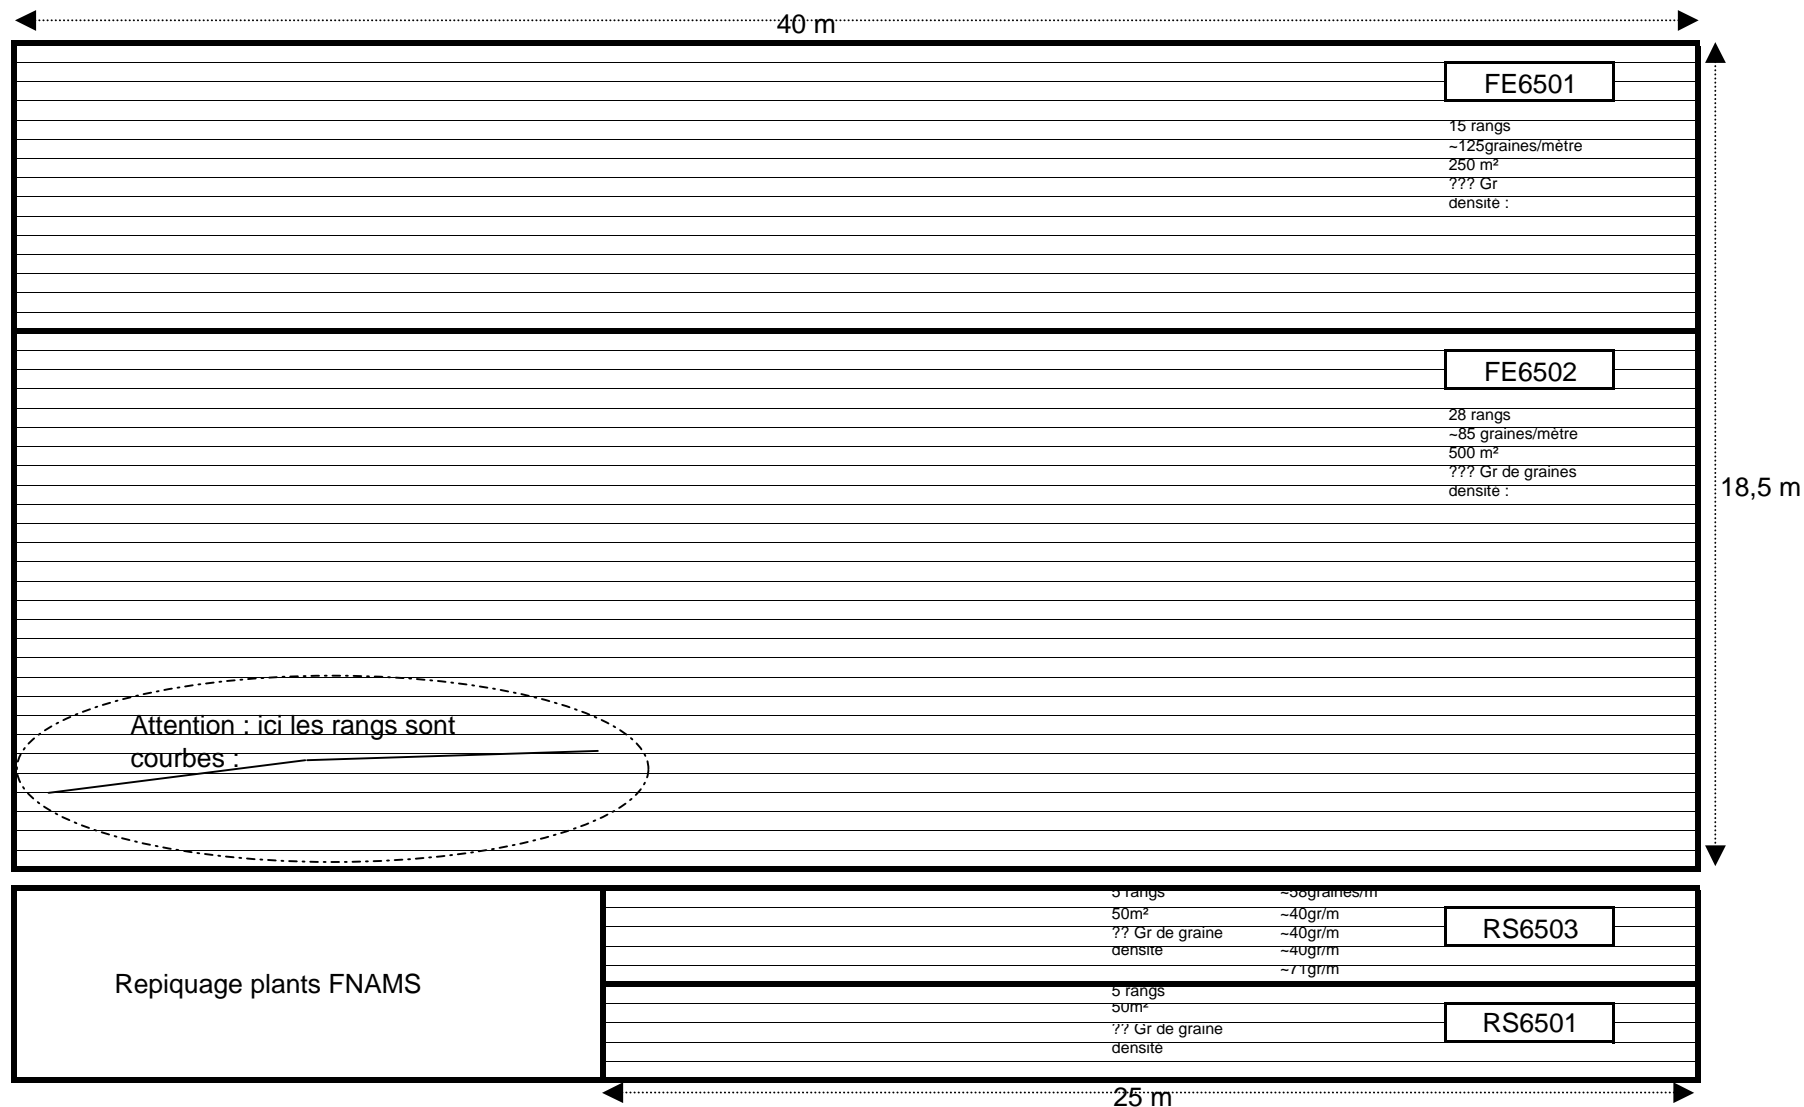 40 m
FE6501
15 rangs
~125graines/mètre
250 m²
??? Gr
densité :
FE6502
28 rangs
~85 graines/mètre
500 m²
??? Gr de graines
densité :
18,5 m
Attention : ici les rangs sont
courbes :
5 rangs ~58graines/m
50m² ~40gr/m
?? Gr de graine ~40gr/m
densité ~40gr/m
~71gr/m
RS6503
Repiquage plants FNAMS
5 rangs
50m²
?? Gr de graine
densité
RS6501
25 m